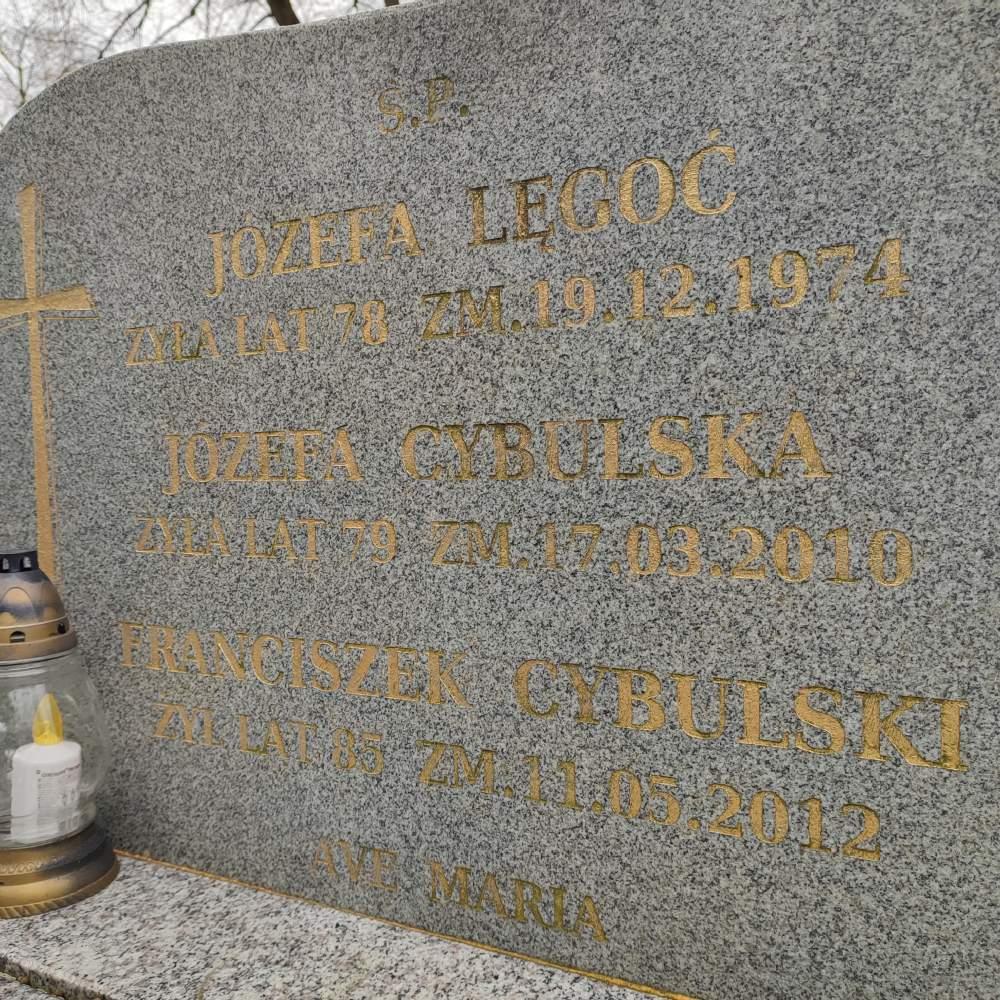 Ś.P.
JÓZEFA LĘGOĆ
ŻYŁA LAT 78 ZM.19.12.1974
JÓZEFA CYBULSKA
ŻYŁA LAT 79 ZM.17.03.2010
FRANCISZEK CYBULSKI
ŻYŁ LAT 85 ZM.11.05.2012
AVE MARIA